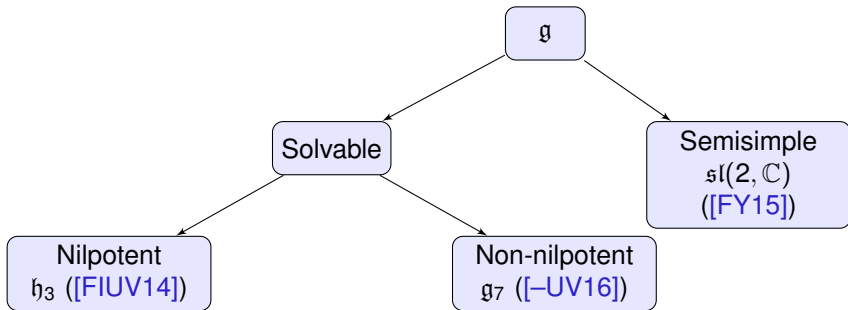 𝔤
Solvable
Semisimple
𝔰𝔩(2, ℂ)
([FY15])
Nilpotent
𝔥₃ ([FIUV14])
Non-nilpotent
𝔤₇ ([–UV16])